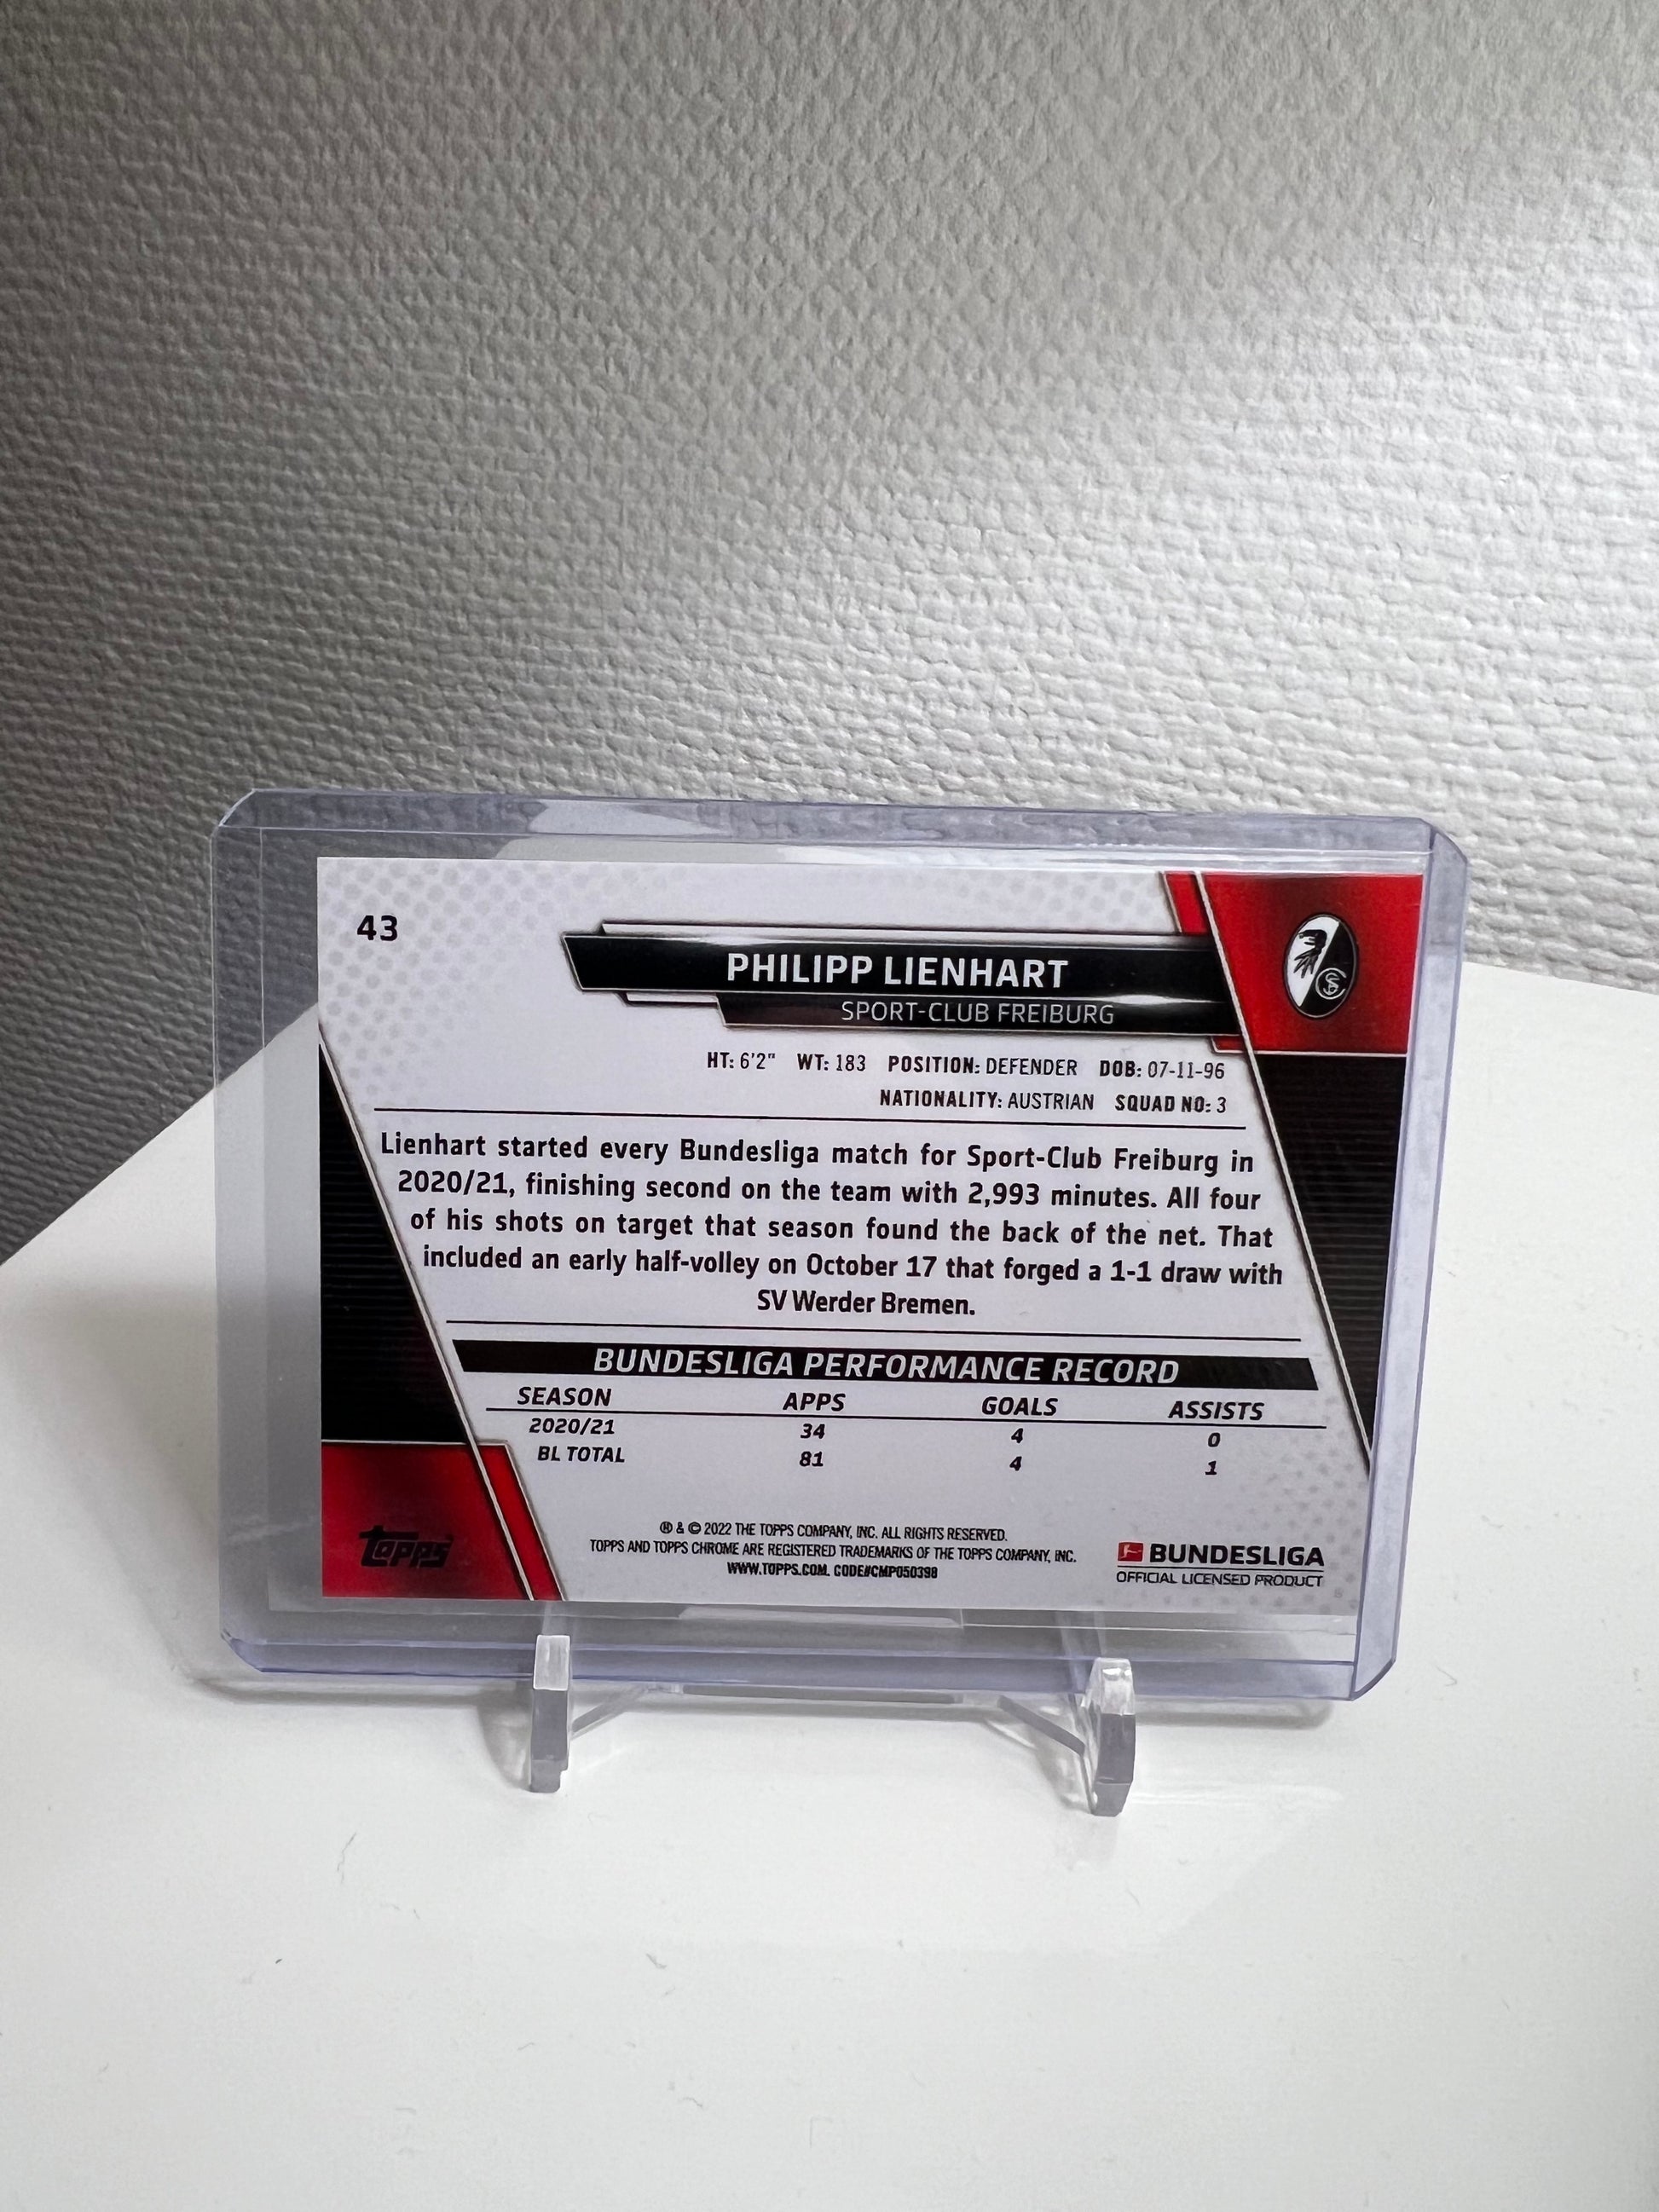 43
PHILIPP LIENHART
SPORT-CLUB FREIBURG
HT: 6'2" WT: 183 POSITION: DEFENDER DOB: 07-11-96
NATIONALITY: AUSTRIAN SQUAD NO: 3
Lienhart started every Bundesliga match for Sport-Club Freiburg in
2020/21, finishing second on the team with 2,993 minutes. All four
of his shots on target that season found the back of the net. That
included an early half-volley on October 17 that forged a 1-1 draw with
SV Werder Bremen.
BUNDESLIGA PERFORMANCE RECORD
SEASON APPS GOALS ASSISTS
2020/21 34 4 0
BL TOTAL 81 4 1
® & © 2022 THE TOPPS COMPANY, INC. ALL RIGHTS RESERVED.
TOPPS AND TOPPS CHROME ARE REGISTERED TRADEMARKS OF THE TOPPS COMPANY, INC.
WWW.TOPPS.COM. CODE#CMP050398
topps
BUNDESLIGA
OFFICIAL LICENSED PRODUCT